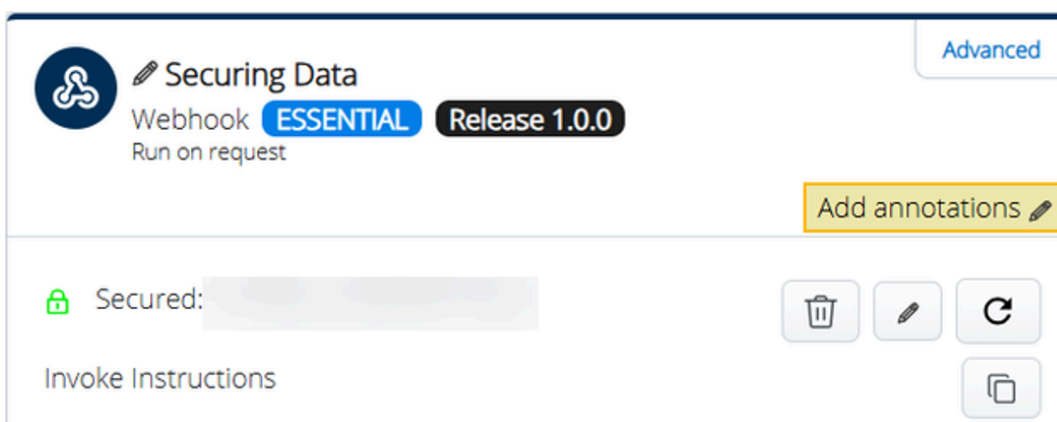 Advanced
Securing Data
Webhook ESSENTIAL Release 1.0.0
Run on request
Add annotations
Secured:
Invoke Instructions